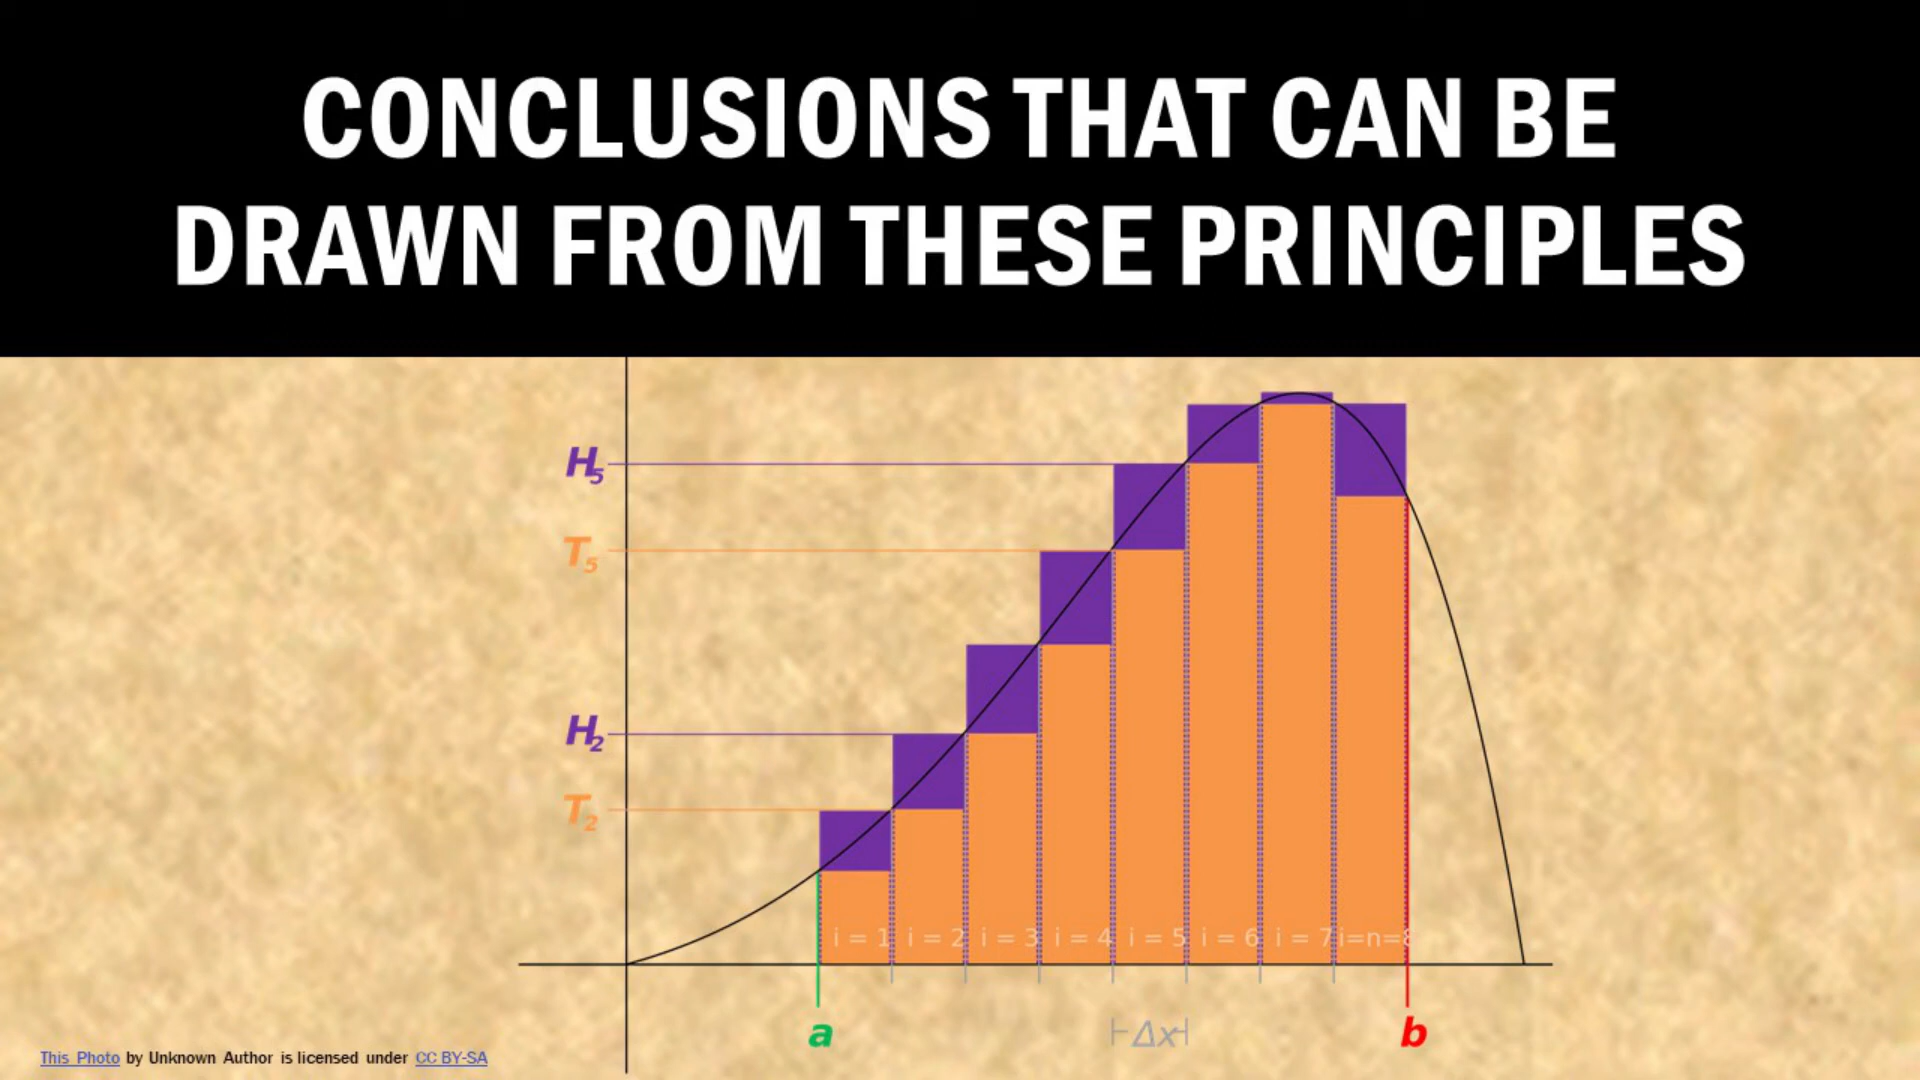 CONCLUSIONS THAT CAN BE
DRAWN FROM THESE PRINCIPLES
H5
T5
H2
T2
i = 1 i = 2 i = 3 i = 4 i = 5 i = 6 i = 7 i=n=8
a Δx b
This Photo by Unknown Author is licensed under CC BY-SA